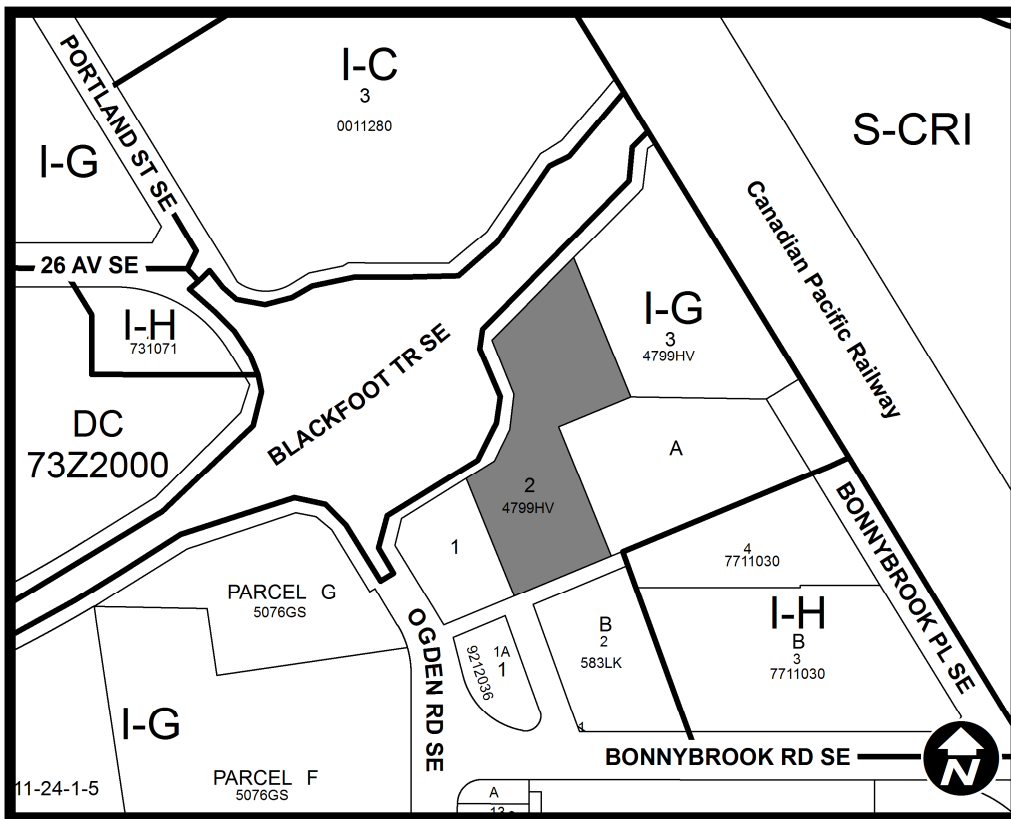 PORTLAND ST SE
I-C
3
0011280
S-CRI
I-G
Canadian Pacific Railway
26 AV SE
I-H
731071
I-G
3
4799HV
BLACKFOOT TR SE
DC
73Z2000
A
2
4799HV
BONNYBROOK PL SE
1
4
7711030
PARCEL G
5076GS
OGDEN RD SE
I-H
B
3
7711030
B
2
583LK
1A
1
9212036
I-G
1
BONNYBROOK RD SE
N
PARCEL F
5076GS
11-24-1-5
A